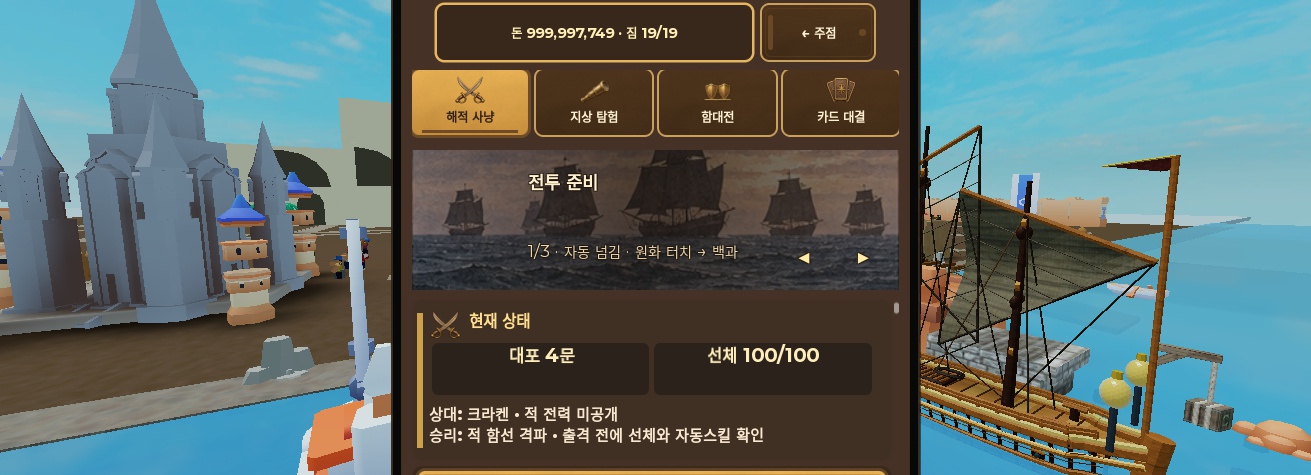 돈 999,997,749 · 짐 19/19
← 주점
해적 사냥
지상 탐험
함대전
카드 대결
전투 준비
1/3 · 자동 넘김 · 원화 터치 → 백과
◀ ▶
현재 상태
대포 4문
선체 100/100
상대: 크라켄 • 적 전력 미공개
승리: 적 함선 격파 • 출격 전에 선체와 자동스킬 확인